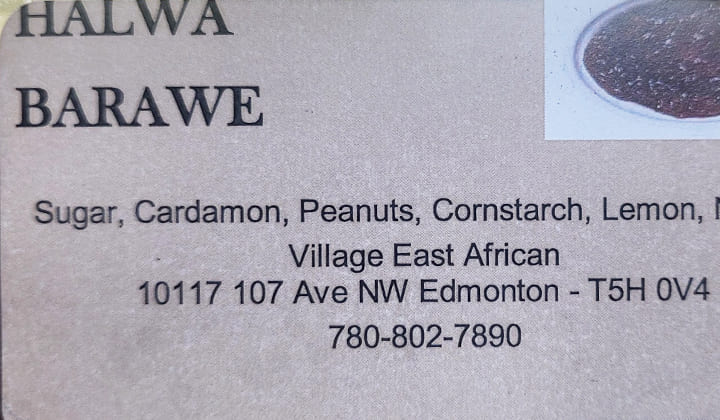 HALWA
BARAWE
Sugar, Cardamon, Peanuts, Cornstarch, Lemon,
Village East African
10117 107 Ave NW Edmonton - T5H 0V4
780-802-7890